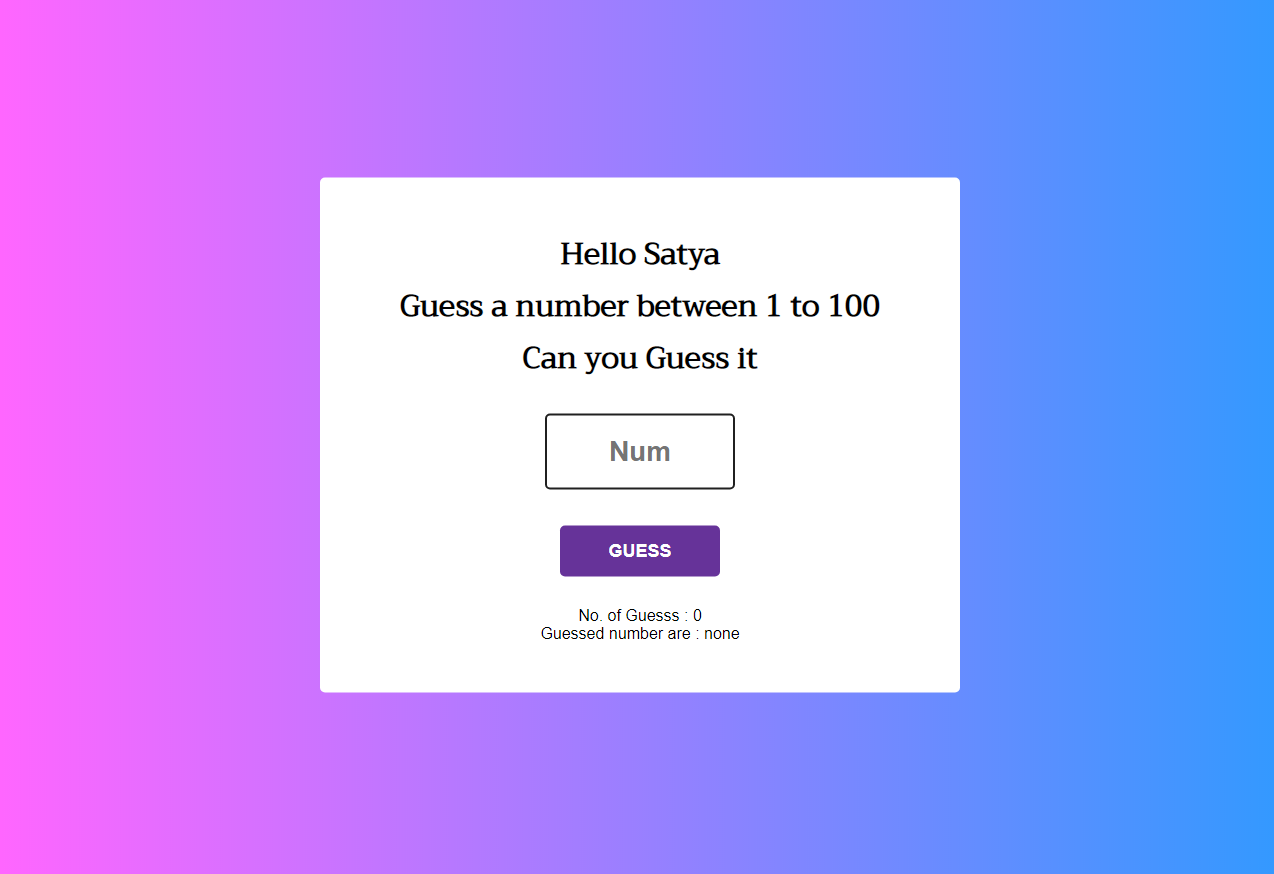 Hello Satya
Guess a number between 1 to 100
Can you Guess it
Num
GUESS
No. of Guesss : 0
Guessed number are : none